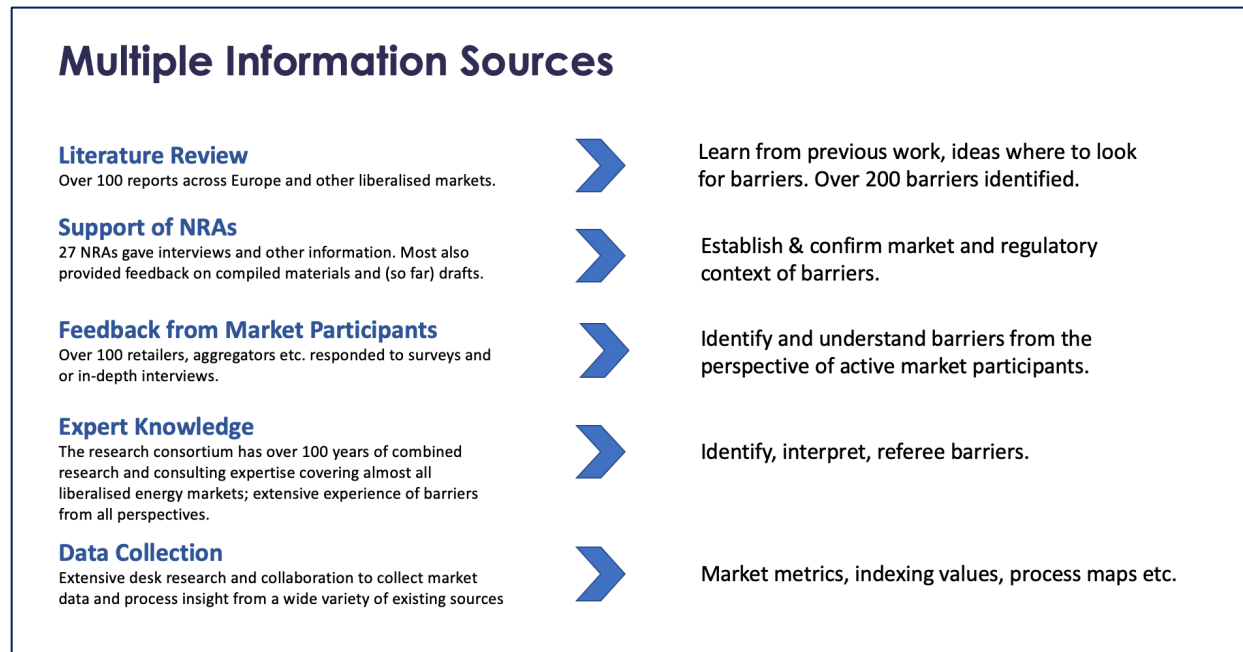 Multiple Information Sources
Literature Review
Over 100 reports across Europe and other liberalised markets.
Learn from previous work, ideas where to look
for barriers. Over 200 barriers identified.
Support of NRAs
27 NRAs gave interviews and other information. Most also
provided feedback on compiled materials and (so far) drafts.
Establish & confirm market and regulatory
context of barriers.
Feedback from Market Participants
Over 100 retailers, aggregators etc. responded to surveys and
or in-depth interviews.
Identify and understand barriers from the
perspective of active market participants.
Expert Knowledge
The research consortium has over 100 years of combined
research and consulting expertise covering almost all
liberalised energy markets; extensive experience of barriers
from all perspectives.
Identify, interpret, referee barriers.
Data Collection
Extensive desk research and collaboration to collect market
data and process insight from a wide variety of existing sources
Market metrics, indexing values, process maps etc.